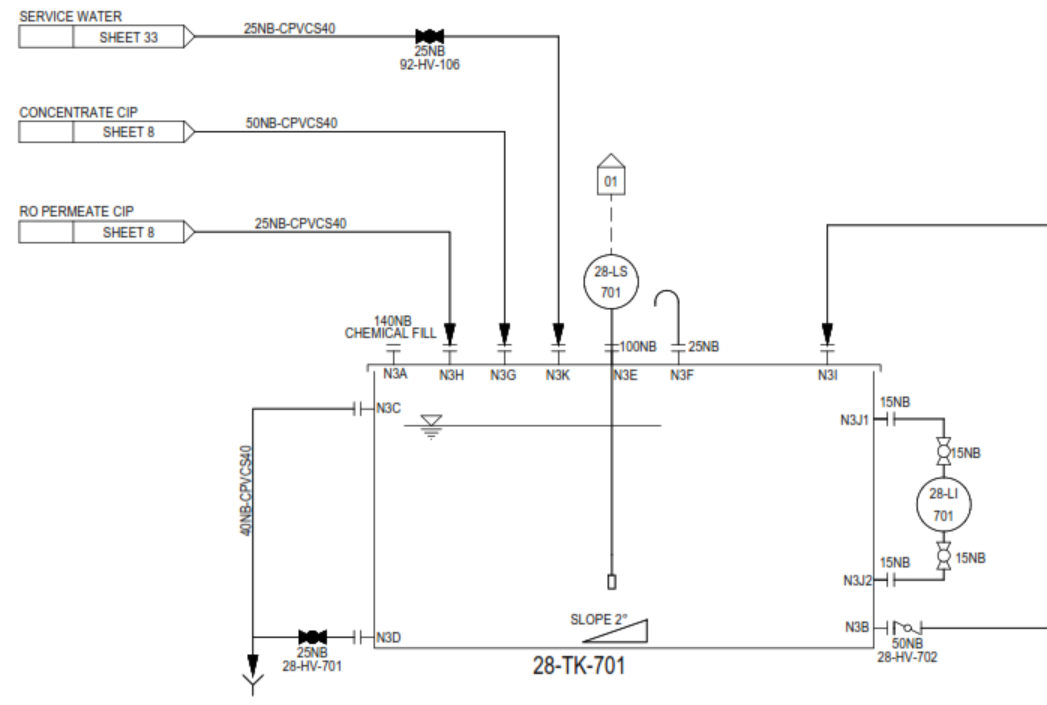 SERVICE WATER
SHEET 33
25NB-CPVCS40
25NB
92-HV-106
CONCENTRATE CIP
SHEET 8
50NB-CPVCS40
01
RO PERMEATE CIP
SHEET 8
25NB-CPVCS40
28-LS
701
140NB
CHEMICAL FILL
100NB
25NB
N3A
N3H
N3G
N3K
N3E
N3F
N3I
N3C
15NB
N3J1
40NB-CPVCS40
15NB
28-LI
701
15NB
15NB
N3J2
SLOPE 2°
N3B
50NB
28-HV-702
N3D
25NB
28-HV-701
28-TK-701